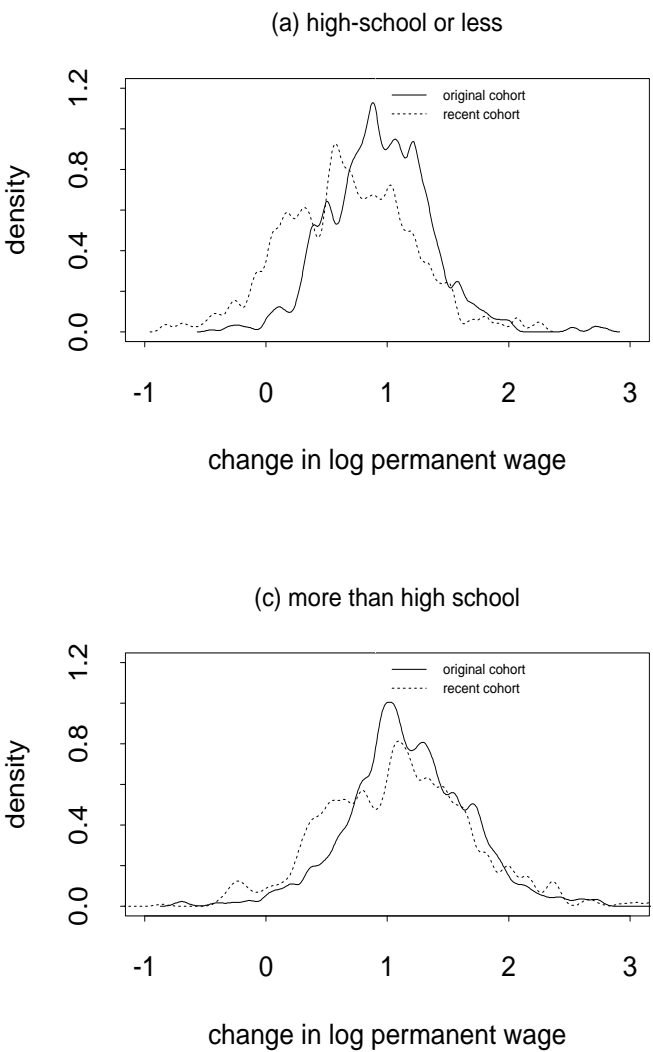 (a) high-school or less
original cohort
recent cohort
density
0.0 0.4 0.8 1.2
-1 0 1 2 3
change in log permanent wage
(c) more than high school
original cohort
recent cohort
density
0.0 0.4 0.8 1.2
-1 0 1 2 3
change in log permanent wage